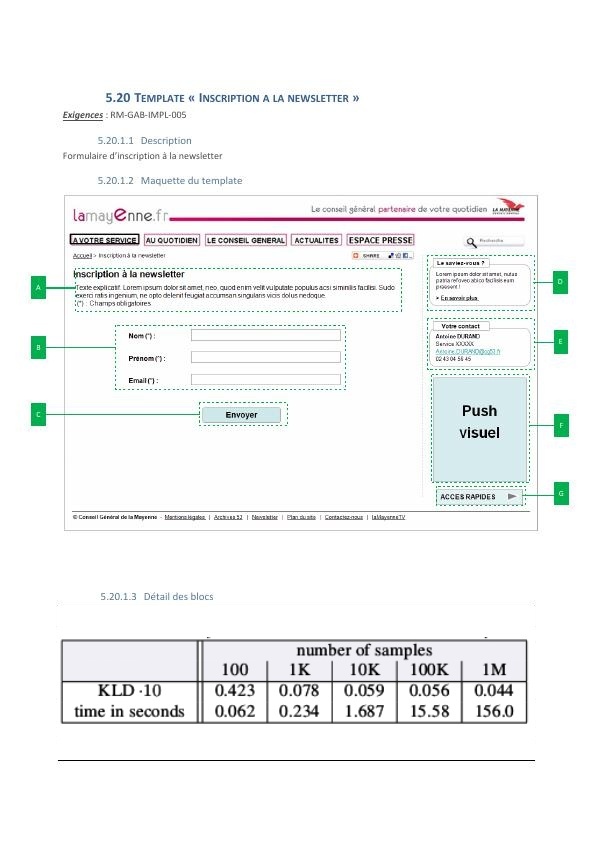 5.20 TEMPLATE « INSCRIPTION A LA NEWSLETTER »
Exigences : RM-GAB-IMPL-005
5.20.1.1 Description
Formulaire d'inscription à la newsletter
5.20.1.2 Maquette du template
lamayenne.fr
Le conseil général partenaire de votre quotidien
LA MAYENNE
A VOTRE SERVICE AU QUOTIDIEN LE CONSEIL GENERAL ACTUALITES ESPACE PRESSE
Recherche
Accueil > Inscription à la newsletter
SHARE
A
Inscription à la newsletter
Texte explicatif. Lorem ipsum dolor sit amet, neo, quod enim velit vulputate populus acsi similiis facilisi. Sudo
exerci ratis ingenium, ne opto delenit feugiat accumsan singularis vicis dolus nedoque.
(*) : Champs obligatoires.
B
Nom (*) :
Prénom (*) :
Email (*) :
C
Envoyer
Le saviez-vous ?
Lorem ipsum dolor sit amet, nutus
patria refoveo abico facilisis eum
praesent !
> En savoir plus
D
Votre contact
Antoine DURAND
Service XXXXX
Antoine.DURAND@cg53.fr
02 43 04 56 45
E
Push
visuel
F
ACCES RAPIDES
G
© Conseil Général de la Mayenne - Mentions légales | Archives 53 | Newsletter | Plan du site | Contactez-nous | laMayenneTV
5.20.1.3 Détail des blocs
number of samples
100 1K 10K 100K 1M
KLD ·10 0.423 0.078 0.059 0.056 0.044
time in seconds 0.062 0.234 1.687 15.58 156.0